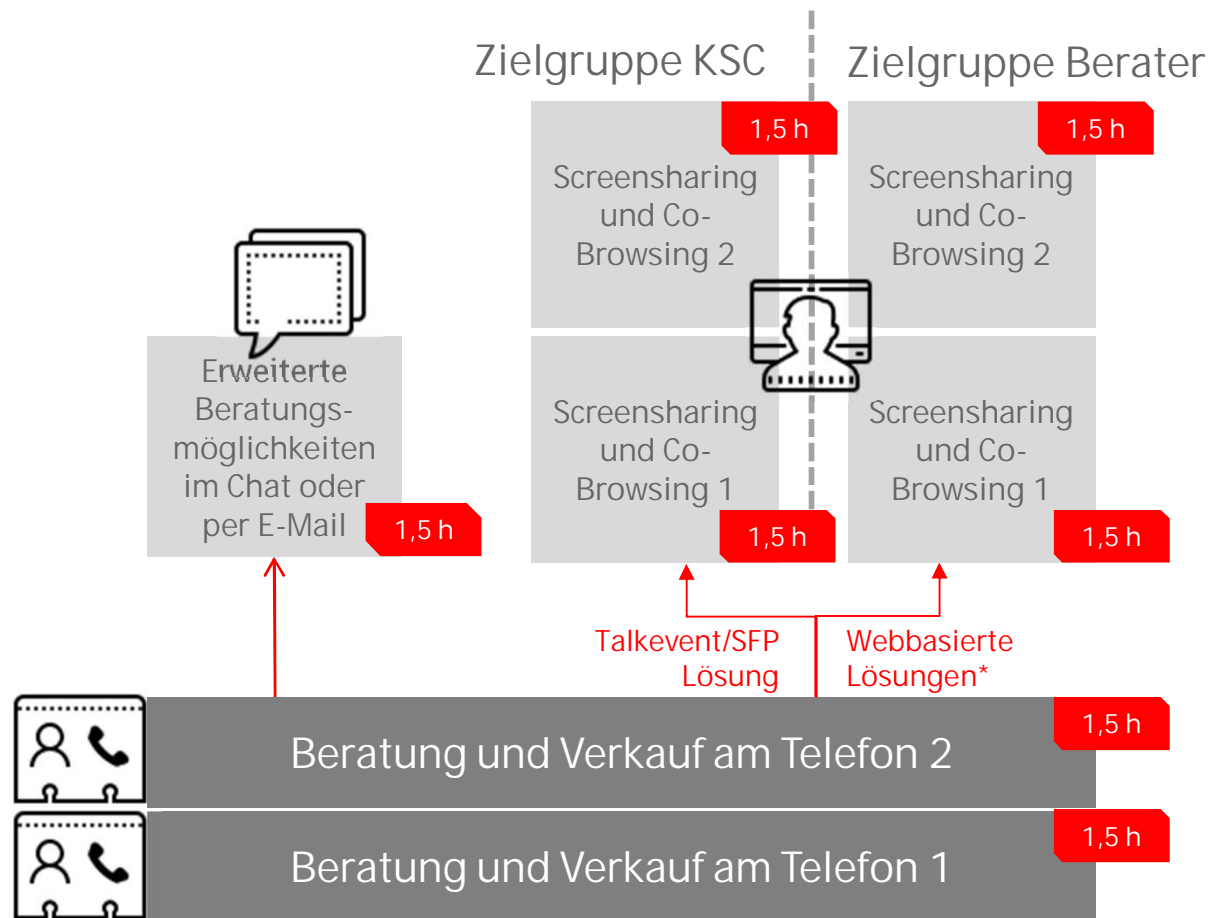 Zielgruppe KSC
Zielgruppe Berater
1,5 h
Screensharing
und Co-
Browsing 2
1,5 h
Screensharing
und Co-
Browsing 2
Erweiterte
Beratungs-
möglichkeiten
im Chat oder
per E-Mail
1,5 h
Screensharing
und Co-
Browsing 1
1,5 h
Screensharing
und Co-
Browsing 1
1,5 h
Talkevent/SFP
Lösung
Webbasierte
Lösungen*
Beratung und Verkauf am Telefon 2
1,5 h
Beratung und Verkauf am Telefon 1
1,5 h